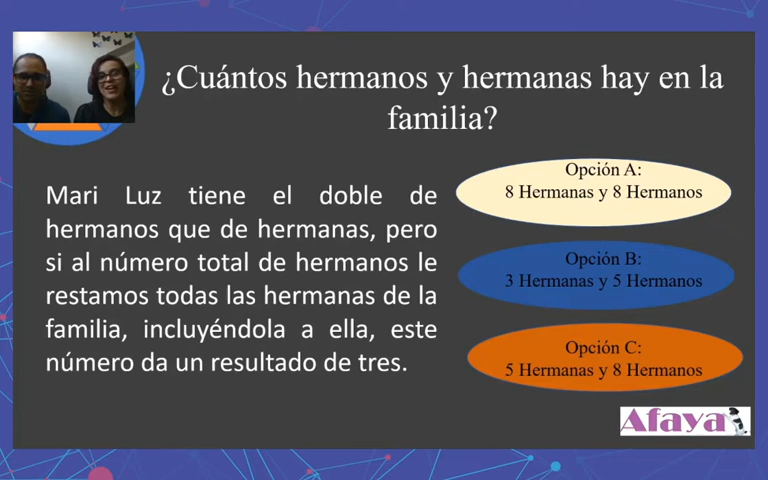 ¿Cuántos hermanos y hermanas hay en la
familia?
Mari Luz tiene el doble de
hermanos que de hermanas, pero
si al número total de hermanos le
restamos todas las hermanas de la
familia, incluyéndola a ella, este
número da un resultado de tres.
Opción A:
8 Hermanas y 8 Hermanos
Opción B:
3 Hermanas y 5 Hermanos
Opción C:
5 Hermanas y 8 Hermanos
Afaya